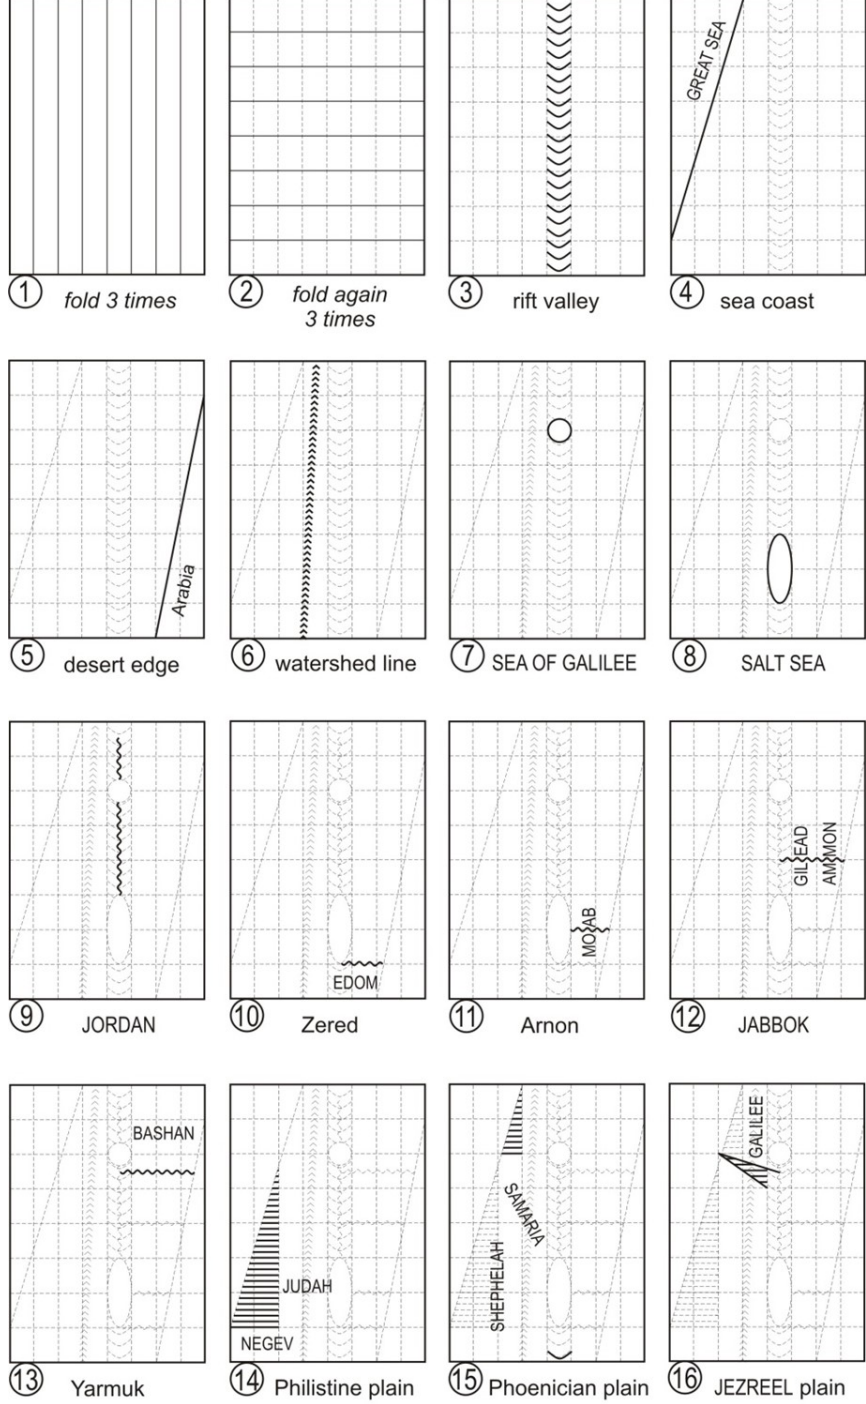 GREAT SEA
1 fold 3 times
2 fold again
3 times
3 rift valley
4 sea coast
Arabia
5 desert edge
6 watershed line
7 SEA OF GALILEE
8 SALT SEA
9 JORDAN
EDOM
10 Zered
MOAB
11 Arnon
GILEAD
AMMON
12 JABBOK
BASHAN
13 Yarmuk
JUDAH
NEGEV
14 Philistine plain
SAMARIA
SHEPHELAH
15 Phoenician plain
GALILEE
16 JEZREEL plain